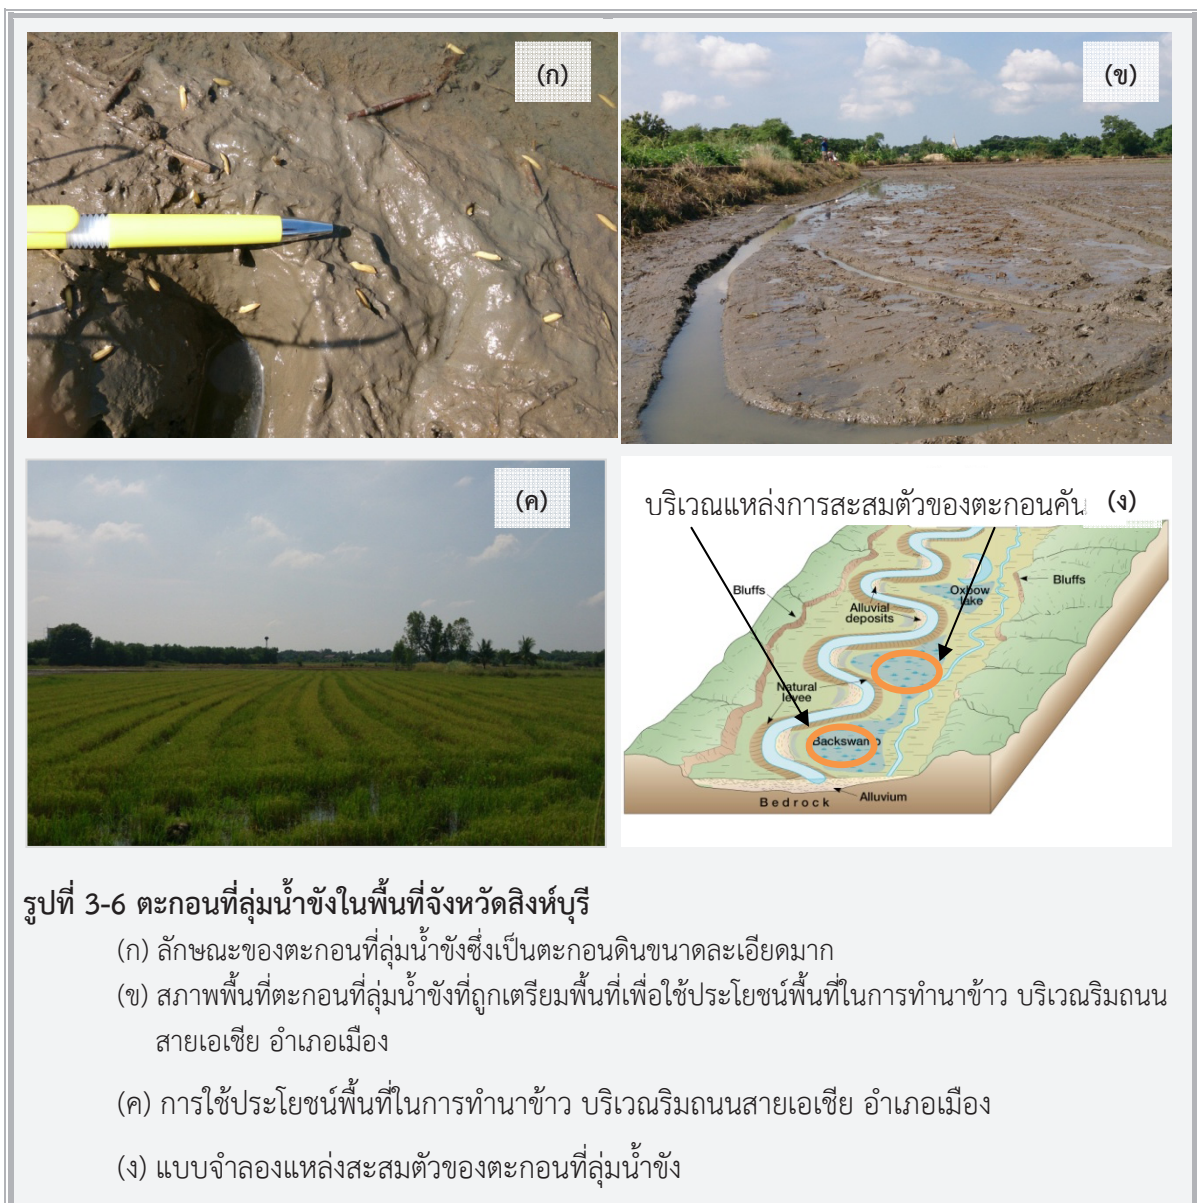 (ก)
(ข)
(ค)
บริเวณแหล่งการสะสมตัวของตะกอนคัน (ง)
Bluffs
Bluffs
Oxbow
lake
Alluvial
deposits
Natural
levee
Backswamp
Alluvium
Bedrock
รูปที่ 3-6 ตะกอนที่ลุ่มน้ำขังในพื้นที่จังหวัดสิงห์บุรี
(ก) ลักษณะของตะกอนที่ลุ่มน้ำขังซึ่งเป็นตะกอนดินขนาดละเอียดมาก
(ข) สภาพพื้นที่ตะกอนที่ลุ่มน้ำขังที่ถูกเตรียมพื้นที่เพื่อใช้ประโยชน์พื้นที่ในการทำนาข้าว บริเวณริมถนน
สายเอเชีย อำเภอเมือง
(ค) การใช้ประโยชน์พื้นที่ในการทำนาข้าว บริเวณริมถนนสายเอเชีย อำเภอเมือง
(ง) แบบจำลองแหล่งสะสมตัวของตะกอนที่ลุ่มน้ำขัง